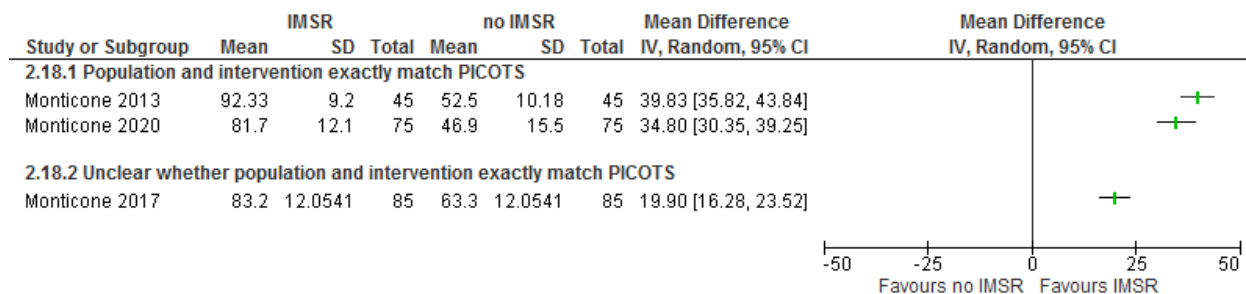 IMSR no IMSR Mean Difference Mean Difference
Study or Subgroup Mean SD Total Mean SD Total IV, Random, 95% CI IV, Random, 95% CI
2.18.1 Population and intervention exactly match PICOTS
Monticone 2013 92.33 9.2 45 52.5 10.18 45 39.83 [35.82, 43.84]
Monticone 2020 81.7 12.1 75 46.9 15.5 75 34.80 [30.35, 39.25]
2.18.2 Unclear whether population and intervention exactly match PICOTS
Monticone 2017 83.2 12.0541 85 63.3 12.0541 85 19.90 [16.28, 23.52]
-50 -25 0 25 50
Favours no IMSR Favours IMSR